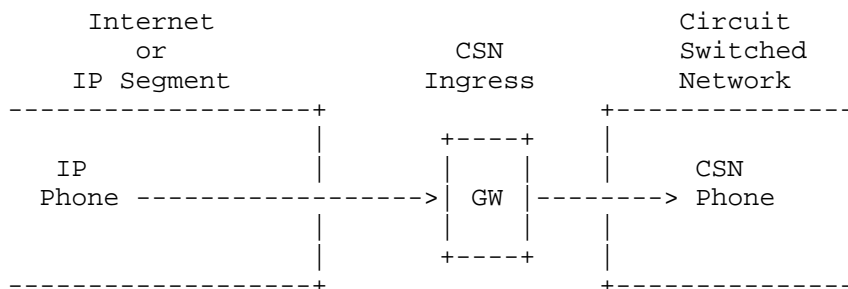 Internet Circuit
or CSN Switched
IP Segment Ingress Network
IP CSN
Phone GW Phone